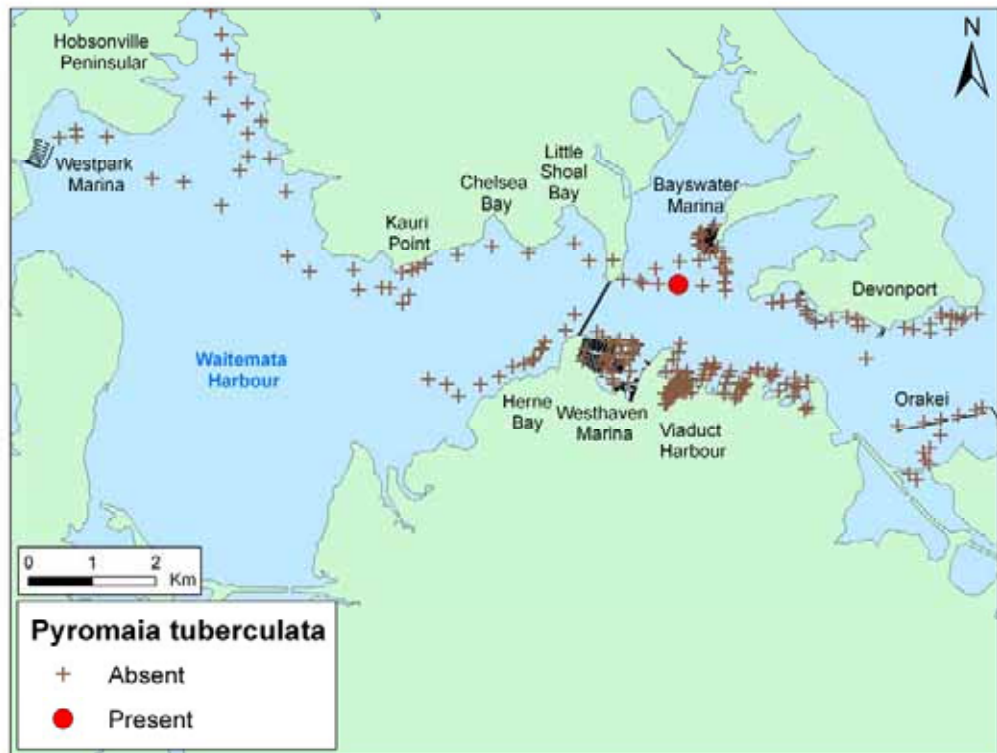 Hobsonville
Peninsular
N
Westpark
Marina
Little
Shoal
Bay
Chelsea
Bay
Bayswater
Marina
Kauri
Point
Devonport
Waitemata
Harbour
Herne
Bay
Westhaven
Marina
Viaduct
Harbour
Orakei
0 1 2
Km
Pyromaia tuberculata
Absent
Present